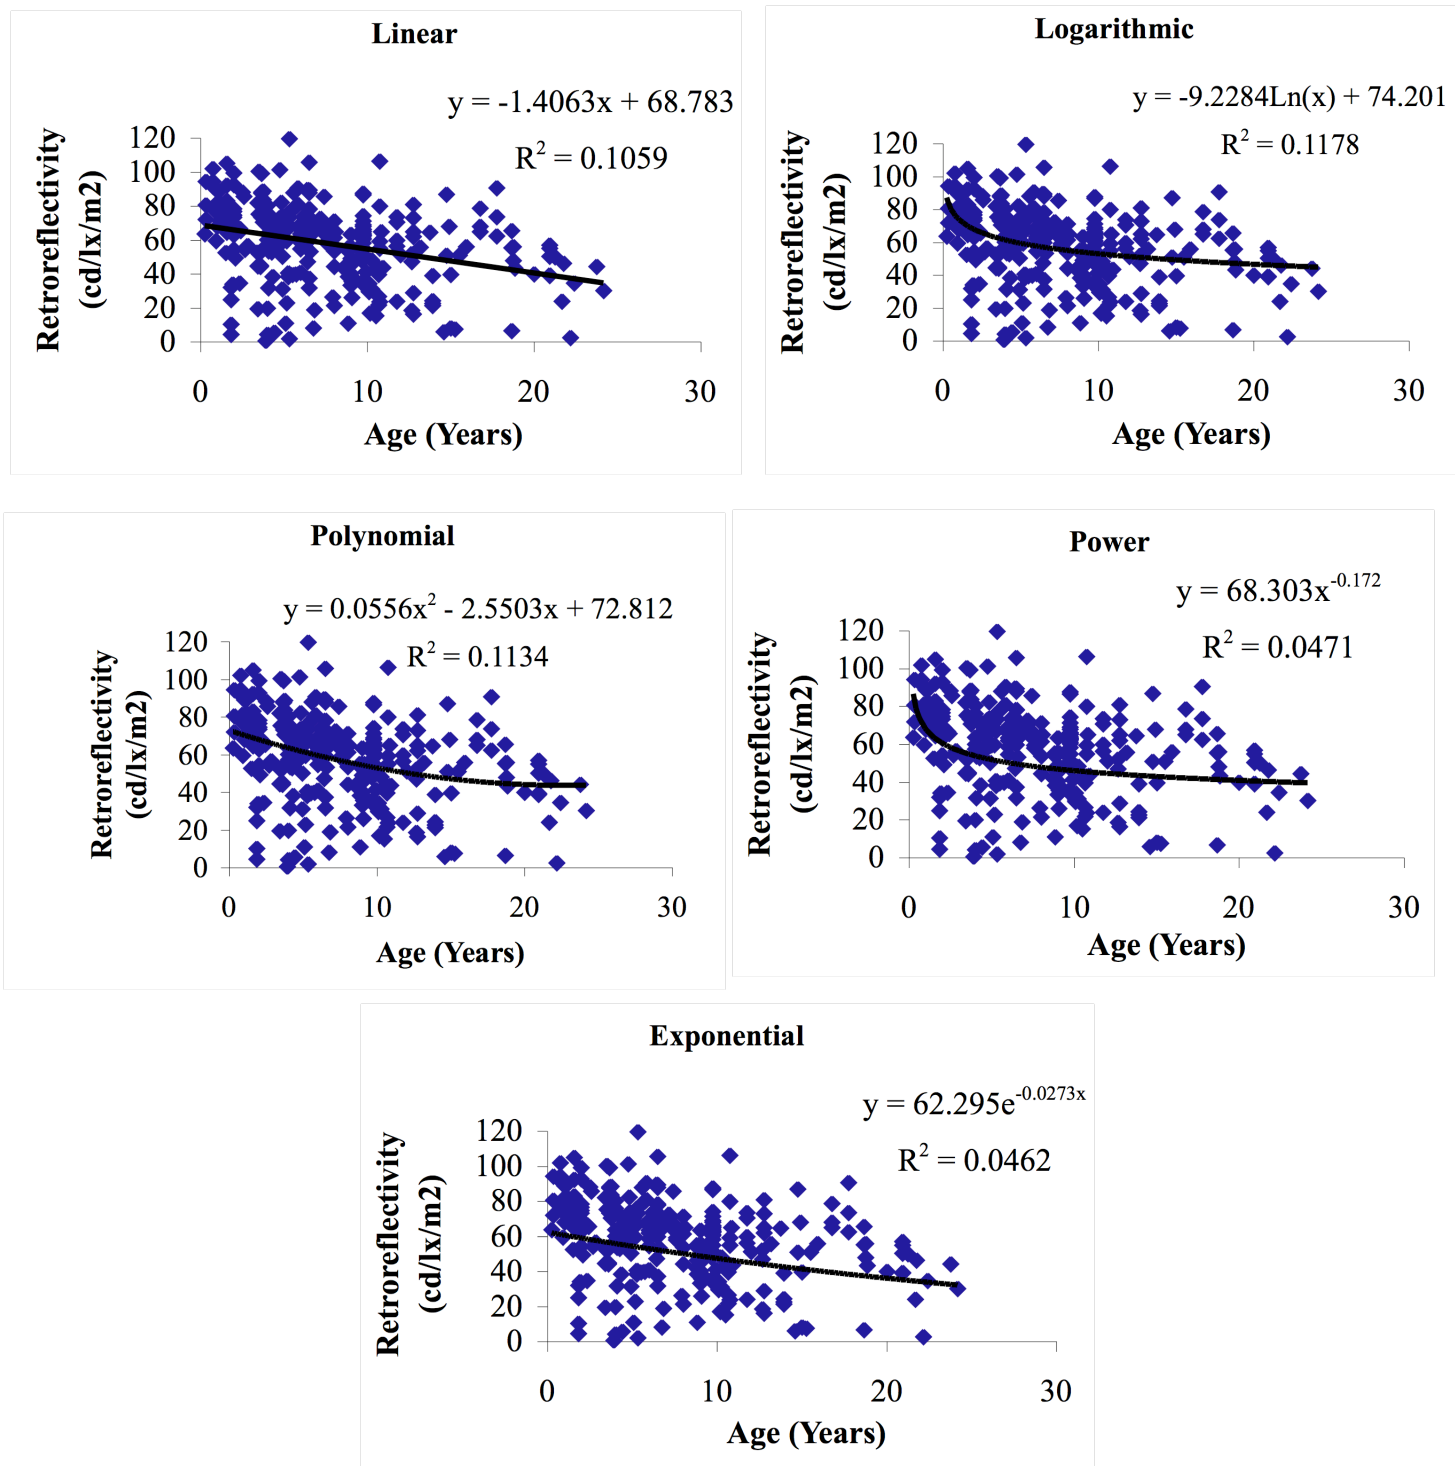 Linear
y = -1.4063x + 68.783
R² = 0.1059
Retroreflectivity
(cd/lx/m2)
120
100
80
60
40
20
0
0 10 20 30
Age (Years)
Logarithmic
y = -9.2284Ln(x) + 74.201
R² = 0.1178
Retroreflectivity
(cd/lx/m2)
120
100
80
60
40
20
0
0 10 20 30
Age (Years)
Polynomial
y = 0.0556x² - 2.5503x + 72.812
R² = 0.1134
Retroreflectivity
(cd/lx/m2)
120
100
80
60
40
20
0
0 10 20 30
Age (Years)
Power
y = 68.303x^-0.172
R² = 0.0471
Retroreflectivity
(cd/lx/m2)
120
100
80
60
40
20
0
0 10 20 30
Age (Years)
Exponential
y = 62.295e^-0.0273x
R² = 0.0462
Retroreflectivity
(cd/lx/m2)
120
100
80
60
40
20
0
0 10 20 30
Age (Years)